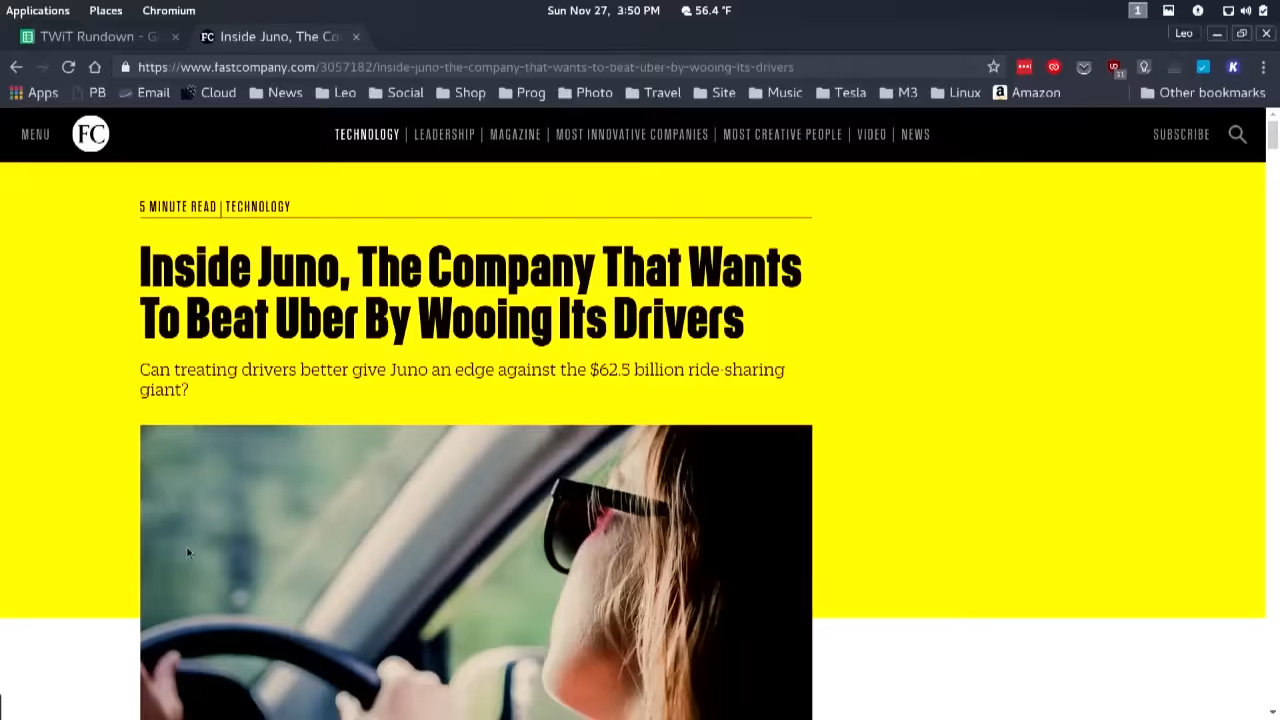 Applications Places Chromium Sun Nov 27, 3:50 PM 56.4 °F 1
TWiT Rundown - G Inside Juno, The Co Leo
https://www.fastcompany.com/3057182/inside-juno-the-company-that-wants-to-beat-uber-by-wooing-its-drivers 11 K
Apps PB Email Cloud News Leo Social Shop Prog Photo Travel Site Music Tesla M3 Linux Amazon Other bookmarks
MENU FC TECHNOLOGY | LEADERSHIP | MAGAZINE | MOST INNOVATIVE COMPANIES | MOST CREATIVE PEOPLE | VIDEO | NEWS SUBSCRIBE
5 MINUTE READ | TECHNOLOGY
Inside Juno, The Company That Wants
To Beat Uber By Wooing Its Drivers
Can treating drivers better give Juno an edge against the $62.5 billion ride-sharing
giant?